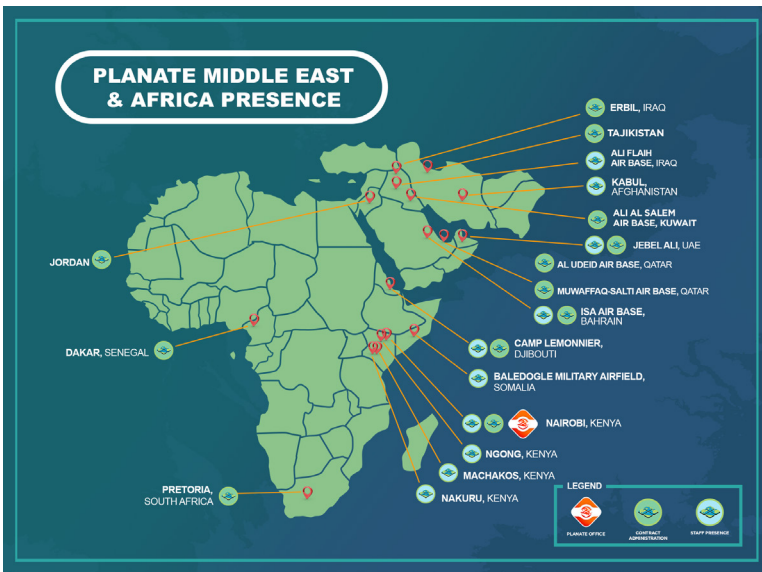 PLANATE MIDDLE EAST
& AFRICA PRESENCE
ERBIL, IRAQ
TAJIKISTAN
ALI FLAIH
AIR BASE, IRAQ
KABUL,
AFGHANISTAN
ALI AL SALEM
AIR BASE, KUWAIT
JEBEL ALI, UAE
JORDAN
AL UDEID AIR BASE, QATAR
MUWAFFAQ-SALTI AIR BASE, QATAR
ISA AIR BASE,
BAHRAIN
CAMP LEMONNIER,
DJIBOUTI
DAKAR, SENEGAL
BALEDOGLE MILITARY AIRFIELD,
SOMALIA
NAIROBI, KENYA
NGONG, KENYA
MACHAKOS, KENYA
PRETORIA,
SOUTH AFRICA
NAKURU, KENYA
LEGEND
PLANATE OFFICE
CONTRACT
ADMINISTRATION
STAFF PRESENCE